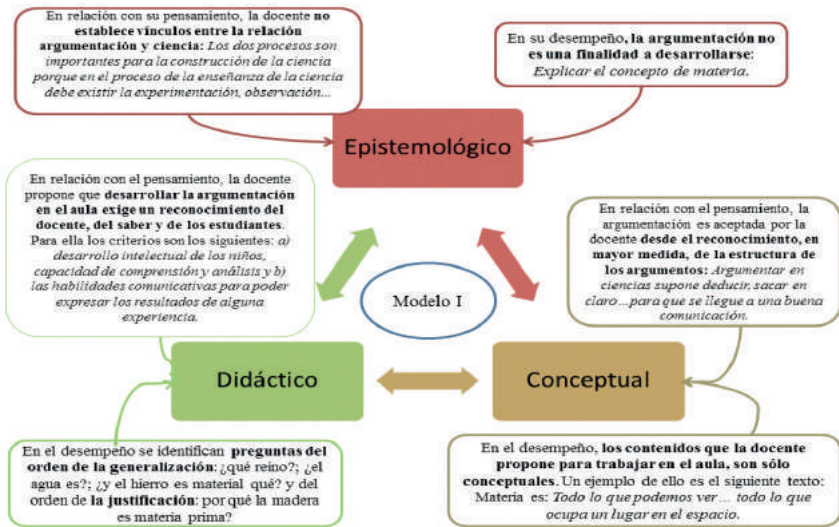 En relación con su pensamiento, la docente no
establece vínculos entre la relación
argumentación y ciencia: Los dos procesos son
importantes para la construcción de la ciencia
porque en el proceso de la enseñanza de la ciencia
debe existir la experimentación, observación...
En su desempeño, la argumentación no
es una finalidad a desarrollarse:
Explicar el concepto de materia.
Epistemológico
En relación con el pensamiento, la docente
propone que desarrollar la argumentación
en el aula exige un reconocimiento del
docente, del saber y de los estudiantes.
Para ella los criterios son los siguientes: a)
desarrollo intelectual de los niños,
capacidad de comprensión y análisis y b)
las habilidades comunicativas para poder
expresar los resultados de alguna
experiencia.
En relación con el pensamiento, la
argumentación es aceptada por la
docente desde el reconocimiento, en
mayor medida, de la estructura de
los argumentos: Argumentar en
ciencias supone deducir, sacar en
claro...para que se llegue a una buena
comunicación.
Modelo I
Didáctico
Conceptual
En el desempeño se identifican preguntas del
orden de la generalización: ¿qué reino?; ¿el
agua es?; ¿y el hierro es material qué? y del
orden de la justificación: por qué la madera
es materia prima?
En el desempeño, los contenidos que la docente
propone para trabajar en el aula, son sólo
conceptuales. Un ejemplo de ello es el siguiente texto:
Materia es: Todo lo que podemos ver... todo lo que
ocupa un lugar en el espacio.